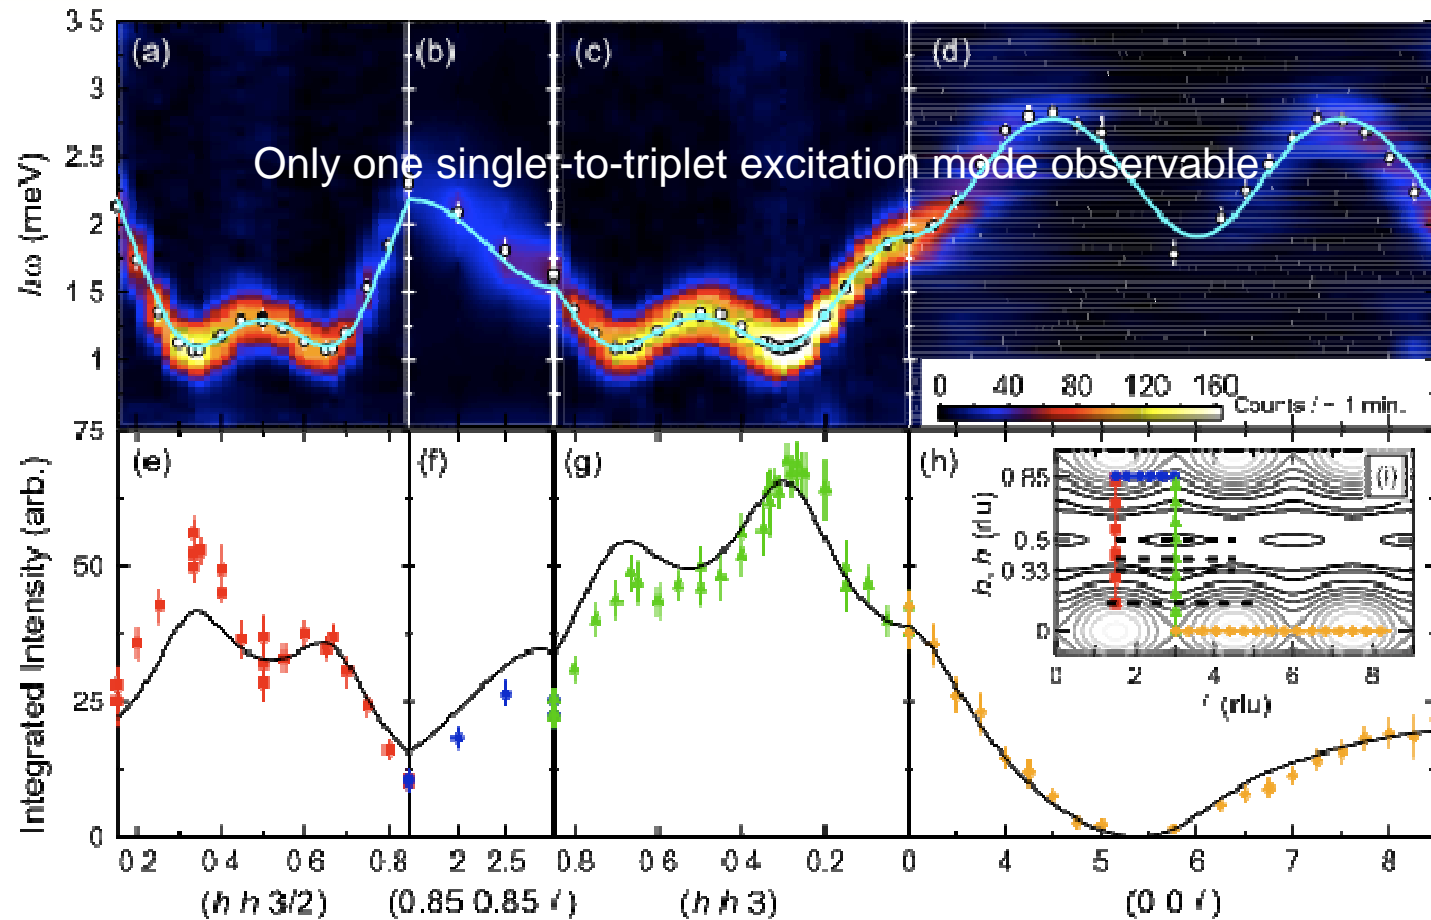 3 5
(a)
(b)
(c)
(d)
3
2.5
Only one single -to-triplet excitation mode observable
2
1 5
1
ħω (meV)
0 40 80 120 160
Counts / ~ 1 min.
75
(e)
(f)
(g)
(h)
(i)
50
25
0
Integrated Intensity (arb.)
0.85
0.5
0 33
0
h, h (rlu)
0 2 4 6 8
(rlu)
0 2 0 4 0 6 0 8 2 2.5 0.8 0 6 0 4 0.2 0 4 5 6 7 8
(h h 3/2) (0.85 0.85 ℓ) (h h 3) (0 0 ℓ)